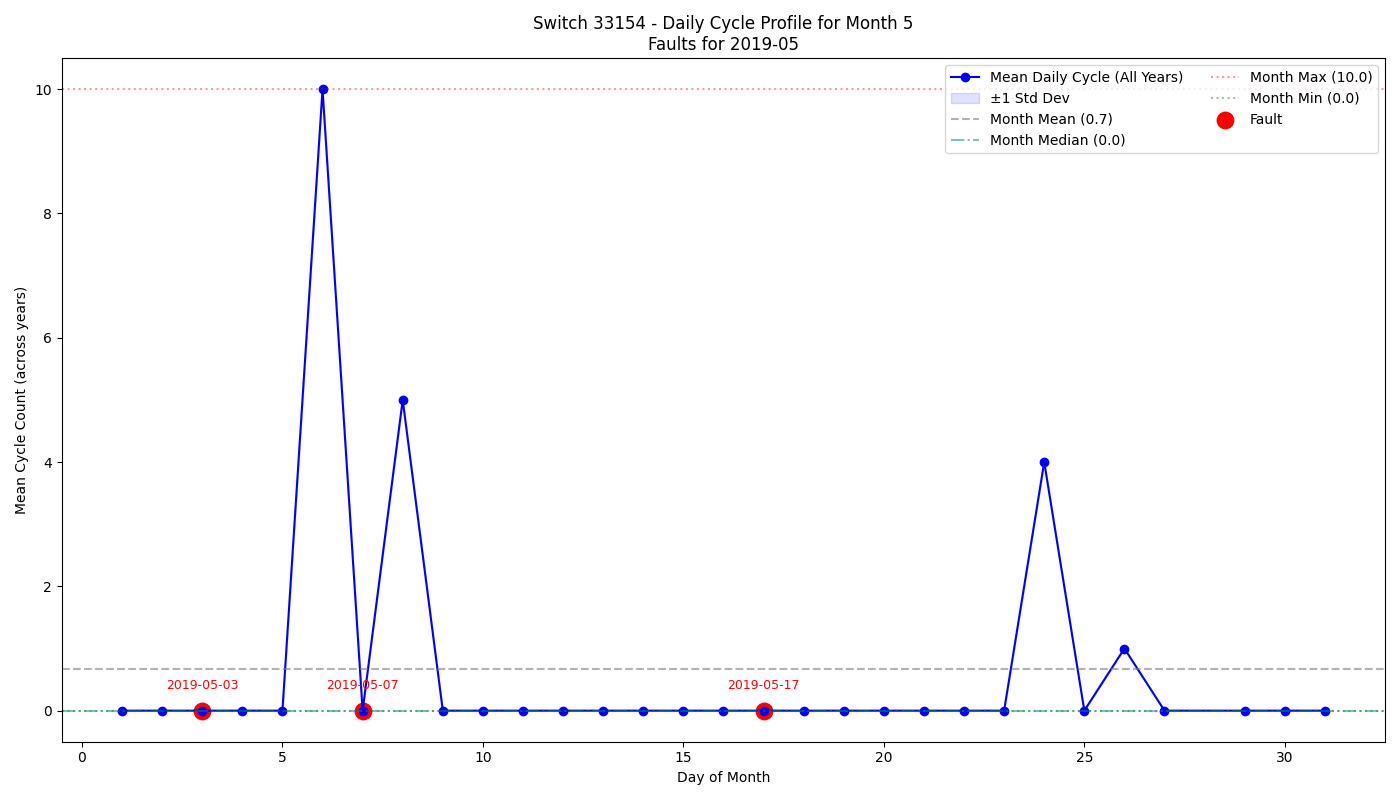 Switch 33154 - Daily Cycle Profile for Month 5
Faults for 2019-05
Mean Daily Cycle (All Years)
±1 Std Dev
Month Mean (0.7)
Month Median (0.0)
Month Max (10.0)
Month Min (0.0)
Fault
Mean Cycle Count (across years)
10
8
6
4
2
0
2019-05-03
2019-05-07
2019-05-17
0
5
10
15
20
25
30
Day of Month